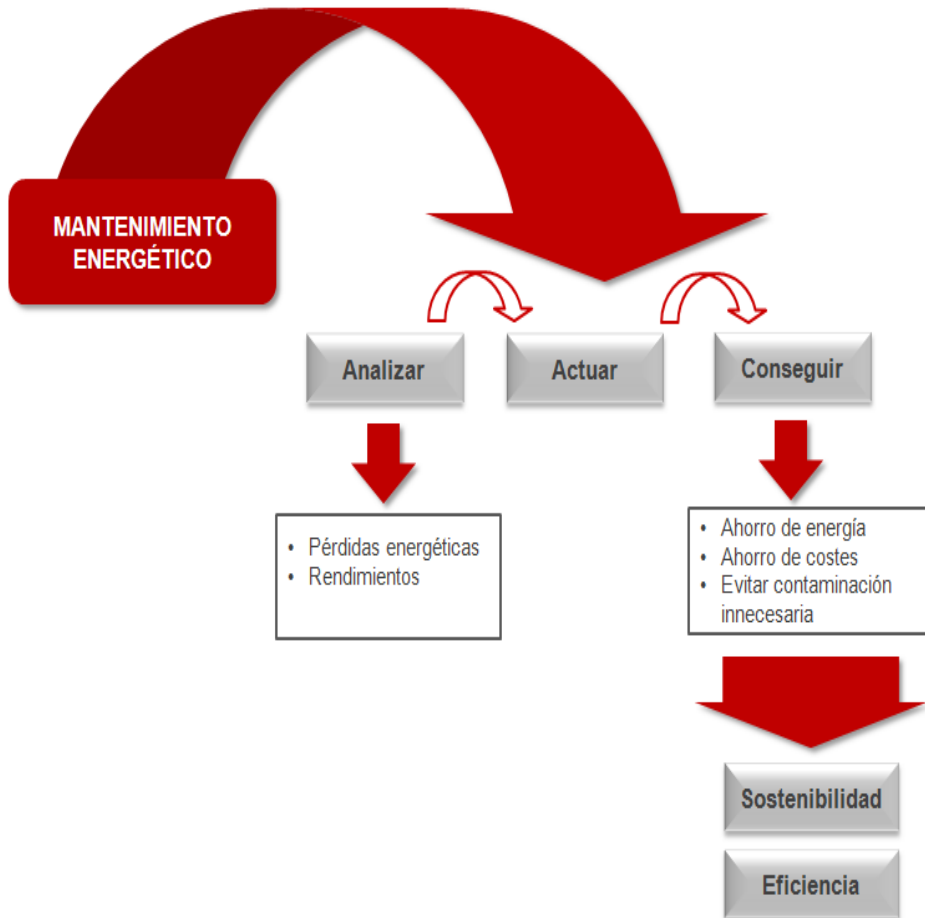 MANTENIMIENTO
ENERGÉTICO
Analizar
Actuar
Conseguir
• Pérdidas energéticas
• Rendimientos
• Ahorro de energía
• Ahorro de costes
• Evitar contaminación
innecesaria
Sostenibilidad
Eficiencia